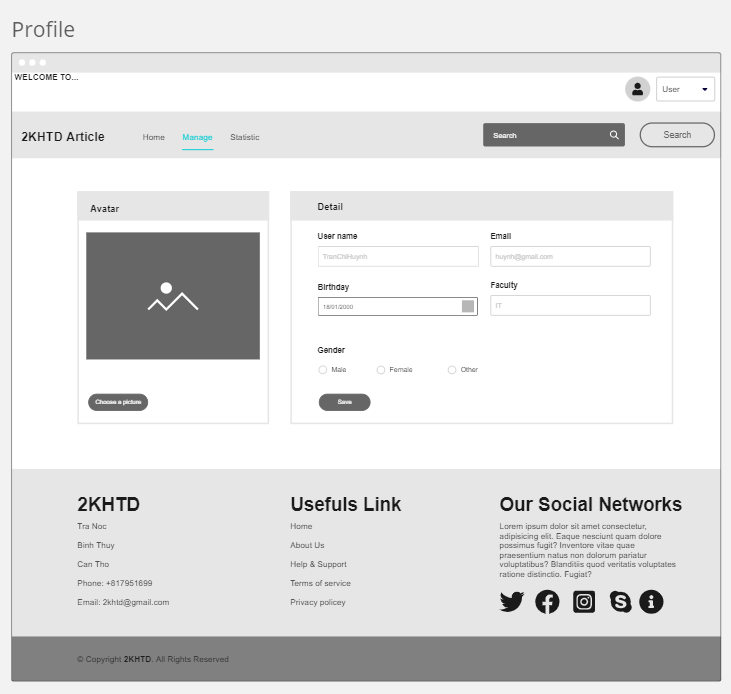 Profile
WELCOME TO...
User
2KHTD Article
Home
Manage
Statistic
Search
Search
Avatar
Choose a picture
Detail
User name
Email
TranChiHuynh
huynh@gmail.com
Birthday
Faculty
18/01/2000
IT
Gender
Male
Female
Other
Save
2KHTD
Tra Noc
Binh Thuy
Can Tho
Phone: +817951699
Email: 2khtd@gmail.com
Usefuls Link
Home
About Us
Help & Support
Terms of service
Privacy policey
Our Social Networks
Lorem ipsum dolor sit amet consectetur,
adipisicing elit. Eaque nesciunt quam dolore
possimus fugit? Inventore vitae quae
praesentium natus non dolorum pariatur
voluptatibus? Blanditiis quod veritatis voluptates
ratione distinctio. Fugiat?
© Copyright 2KHTD. All Rights Reserved